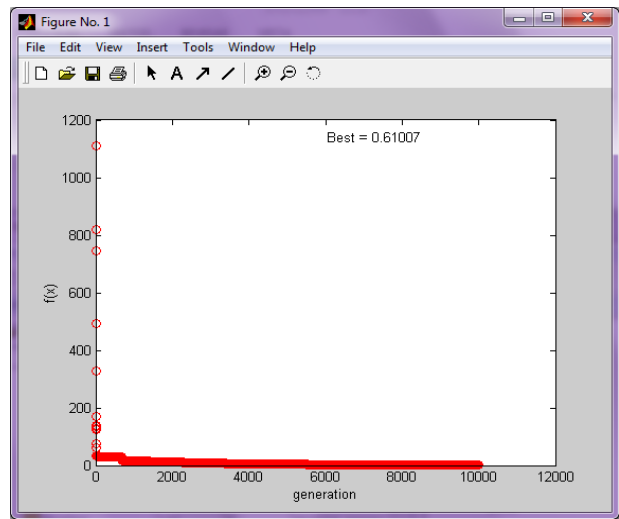 Figure No. 1
File Edit View Insert Tools Window Help
A
Best = 0.61007
1200
1000
800
600
400
200
0
f(x)
0 2000 4000 6000 8000 10000 12000
generation